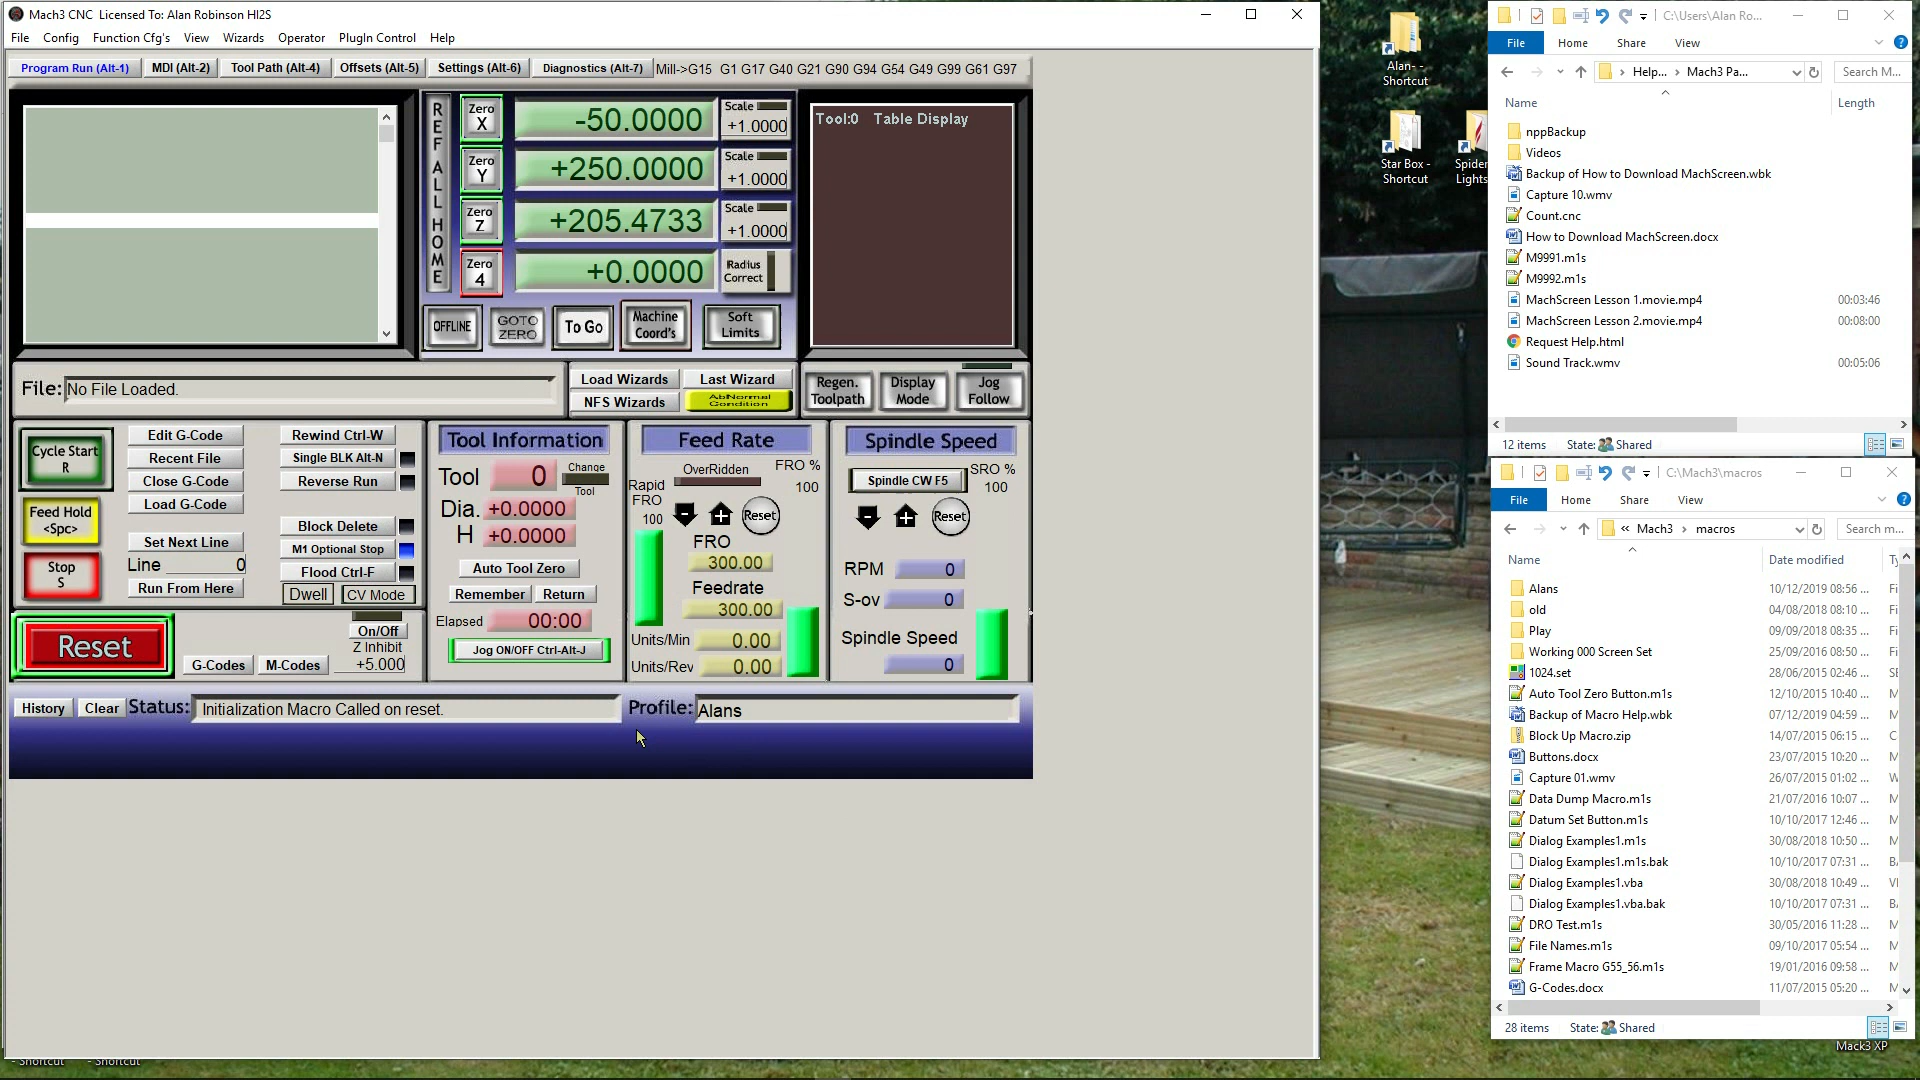 Mach3 CNC  Licensed To: Alan Robinson HI2S
File Config Function Cfg's View Wizards Operator PlugIn Control Help
Program Run (Alt-1) MDI (Alt-2) Tool Path (Alt-4) Offsets (Alt-5) Settings (Alt-6) Diagnostics (Alt-7) Mill->G15 G1 G17 G40 G21 G90 G94 G54 G49 G99 G61 G97
REF ALL HOME
Zero X -50.0000 Scale +1.0000
Zero Y +250.0000 Scale +1.0000
Zero Z +205.4733 Scale +1.0000
Zero 4 +0.0000 Radius Correct
OFFLINE GOTO ZERO To Go Machine Coord's Soft Limits
Tool:0 Table Display
File: No File Loaded.
Load Wizards Last Wizard
NFS Wizards AbNormal Condition
Regen. Toolpath Display Mode Jog Follow
Cycle Start R
Feed Hold <Spc>
Stop S
Edit G-Code
Recent File
Close G-Code
Load G-Code
Set Next Line
Line 0
Run From Here
Rewind Ctrl-W
Single BLK Alt-N
Reverse Run
Block Delete
M1 Optional Stop
Flood Ctrl-F
Dwell CV Mode
Reset
G-Codes M-Codes
On/Off
Z Inhibit
+5.000
Tool Information
Tool 0 Change Tool
Dia. +0.0000
H +0.0000
Auto Tool Zero
Remember Return
Elapsed 00:00
Jog ON/OFF Ctrl-Alt-J
Feed Rate
OverRidden FRO % 100
Rapid FRO 100
Reset
FRO
300.00
Feedrate
300.00
Units/Min 0.00
Units/Rev 0.00
Spindle Speed
Spindle CW F5 SRO % 100
Reset
RPM 0
S-ov 0
Spindle Speed
0
History Clear Status: Initialization Macro Called on reset. Profile: Alans
Alan- - Shortcut
Star Box - Shortcut
Spider Lights
- Shortcut
- Shortcut
Mack3 XP
C:\Users\Alan Ro...
File Home Share View
Help... Mach3 Pa... Search M...
Name Length
nppBackup
Videos
Backup of How to Download MachScreen.wbk
Capture 10.wmv
Count.cnc
How to Download MachScreen.docx
M9991.m1s
M9992.m1s
MachScreen Lesson 1.movie.mp4 00:03:46
MachScreen Lesson 2.movie.mp4 00:08:00
Request Help.html
Sound Track.wmv 00:05:06
12 items State: Shared
C:\Mach3\macros
File Home Share View
« Mach3 macros Search m...
Name Date modified Ty
Alans 10/12/2019 08:56 ... Fi
old 04/08/2018 08:10 ... Fi
Play 09/09/2018 08:35 ... Fi
Working 000 Screen Set 25/09/2016 08:50 ... Fi
1024.set 28/06/2015 02:46 ... SE
Auto Tool Zero Button.m1s 12/10/2015 10:40 ... M
Backup of Macro Help.wbk 07/12/2019 04:59 ... M
Block Up Macro.zip 14/07/2015 06:15 ... C
Buttons.docx 23/07/2015 10:20 ... M
Capture 01.wmv 26/07/2015 01:02 ... W
Data Dump Macro.m1s 21/07/2016 10:07 ... M
Datum Set Button.m1s 10/10/2017 12:46 ... M
Dialog Examples1.m1s 30/08/2018 10:50 ... M
Dialog Examples1.m1s.bak 10/10/2017 07:31 ... BA
Dialog Examples1.vba 30/08/2018 10:49 ... VI
Dialog Examples1.vba.bak 10/10/2017 07:31 ... BA
DRO Test.m1s 30/05/2016 11:28 ... M
File Names.m1s 09/10/2017 05:54 ... M
Frame Macro G55_56.m1s 19/01/2016 09:58 ... M
G-Codes.docx 11/07/2015 05:20 ... M
28 items State: Shared